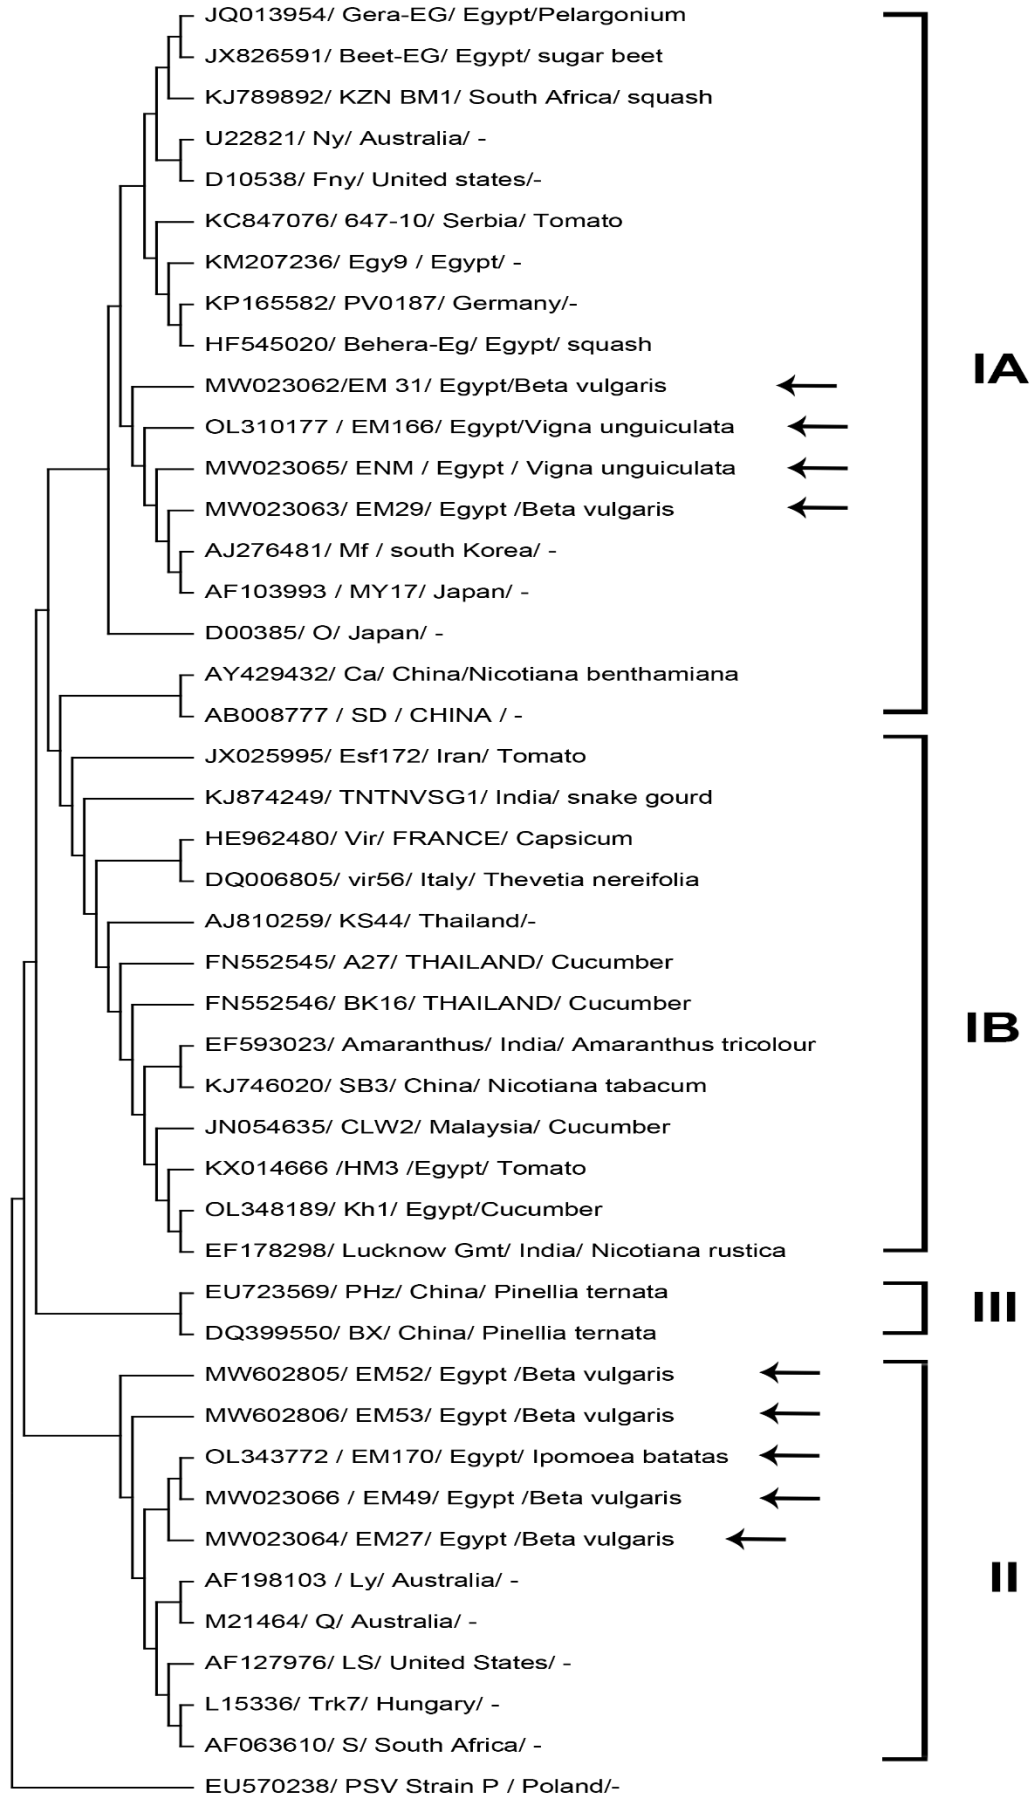 JQ013954/ Gera-EG/ Egypt/Pelargonium
JX826591/ Beet-EG/ Egypt/ sugar beet
KJ789892/ KZN BM1/ South Africa/ squash
U22821/ Ny/ Australia/ -
D10538/ Fny/ United states/-
KC847076/ 647-10/ Serbia/ Tomato
KM207236/ Egy9 / Egypt/ -
KP165582/ PV0187/ Germany/-
HF545020/ Behera-Eg/ Egypt/ squash
IA
MW023062/EM 31/ Egypt/Beta vulgaris
OL310177 / EM166/ Egypt/Vigna unguiculata
MW023065/ ENM / Egypt / Vigna unguiculata
MW023063/ EM29/ Egypt /Beta vulgaris
AJ276481/ Mf / south Korea/ -
AF103993 / MY17/ Japan/ -
D00385/ O/ Japan/ -
AY429432/ Ca/ China/Nicotiana benthamiana
AB008777 / SD / CHINA / -
JX025995/ Esf172/ Iran/ Tomato
KJ874249/ TNTNVSG1/ India/ snake gourd
HE962480/ Vir/ FRANCE/ Capsicum
DQ006805/ vir56/ Italy/ Thevetia nereifolia
AJ810259/ KS44/ Thailand/-
FN552545/ A27/ THAILAND/ Cucumber
FN552546/ BK16/ THAILAND/ Cucumber
IB
EF593023/ Amaranthus/ India/ Amaranthus tricolour
KJ746020/ SB3/ China/ Nicotiana tabacum
JN054635/ CLW2/ Malaysia/ Cucumber
KX014666 /HM3 /Egypt/ Tomato
OL348189/ Kh1/ Egypt/Cucumber
EF178298/ Lucknow Gmt/ India/ Nicotiana rustica
EU723569/ PHz/ China/ Pinellia ternata
III
DQ399550/ BX/ China/ Pinellia ternata
MW602805/ EM52/ Egypt /Beta vulgaris
MW602806/ EM53/ Egypt /Beta vulgaris
OL343772 / EM170/ Egypt/ Ipomoea batatas
MW023066 / EM49/ Egypt /Beta vulgaris
MW023064/ EM27/ Egypt /Beta vulgaris
II
AF198103 / Ly/ Australia/ -
M21464/ Q/ Australia/ -
AF127976/ LS/ United States/ -
L15336/ Trk7/ Hungary/ -
AF063610/ S/ South Africa/ -
EU570238/ PSV Strain P / Poland/-